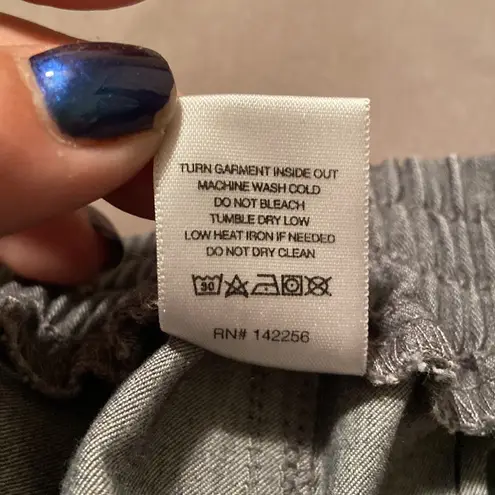 TURN GARMENT INSIDE OUT
MACHINE WASH COLD
DO NOT BLEACH
TUMBLE DRY LOW
LOW HEAT IRON IF NEEDED
DO NOT DRY CLEAN
30
RN# 142256